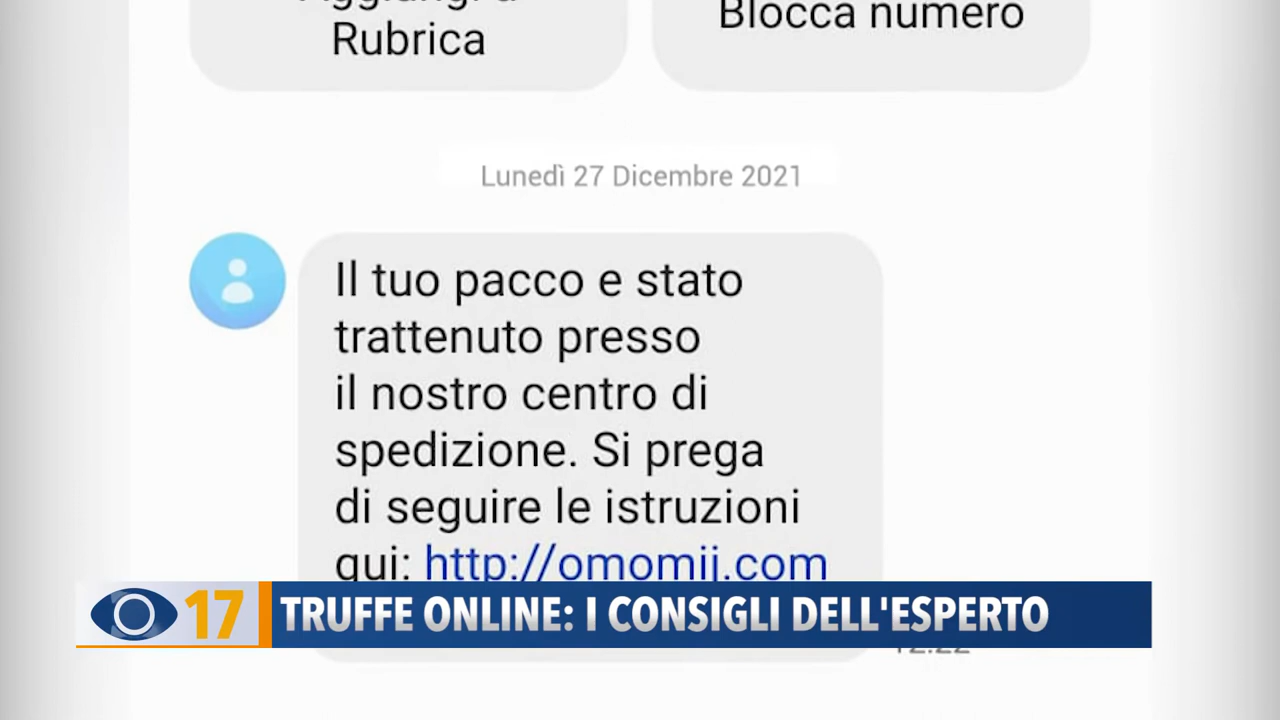 Rubrica
Blocca numero
Lunedì 27 Dicembre 2021
Il tuo pacco e stato
trattenuto presso
il nostro centro di
spedizione. Si prega
di seguire le istruzioni
qui: http://omomij.com
17
TRUFFE ONLINE: I CONSIGLI DELL'ESPERTO